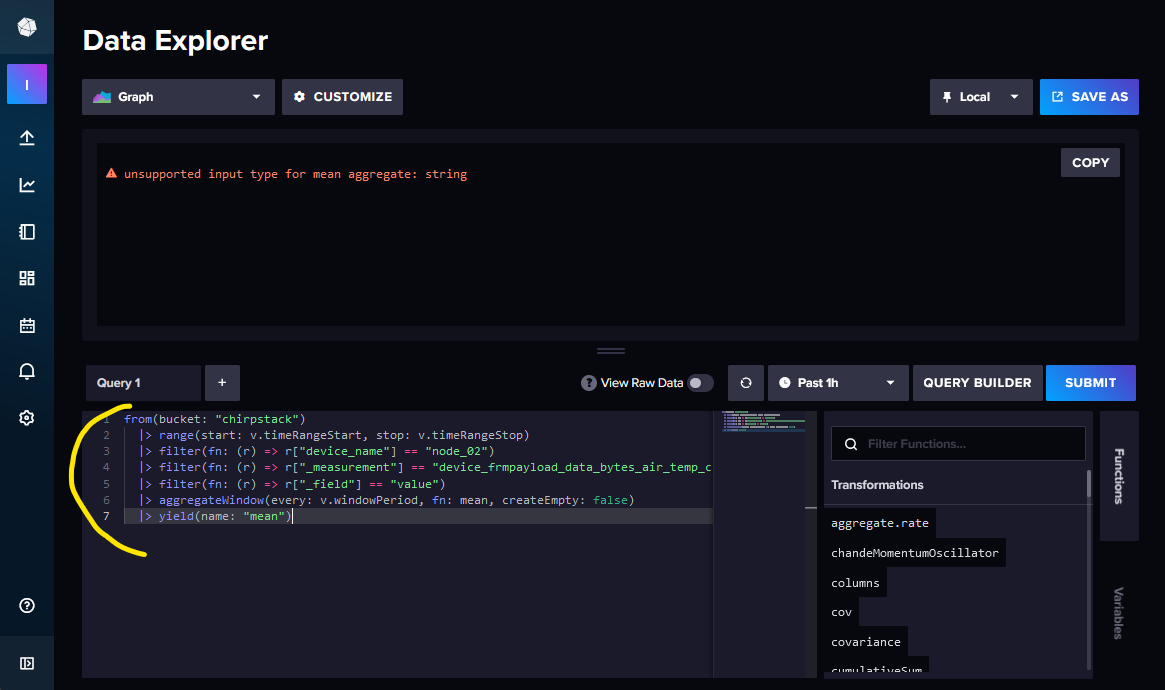 Data Explorer
I
Graph
CUSTOMIZE
Local
SAVE AS
unsupported input type for mean aggregate: string
COPY
Query 1
+
? View Raw Data
Past 1h
QUERY BUILDER
SUBMIT
1 from(bucket: "chirpstack")
2 |> range(start: v.timeRangeStart, stop: v.timeRangeStop)
3 |> filter(fn: (r) => r["device_name"] == "node_02")
4 |> filter(fn: (r) => r["_measurement"] == "device_frmpayload_data_bytes_air_temp_c
5 |> filter(fn: (r) => r["_field"] == "value")
6 |> aggregateWindow(every: v.windowPeriod, fn: mean, createEmpty: false)
7 |> yield(name: "mean")
Filter Functions...
Transformations
aggregate.rate
chandeMomentumOscillator
columns
cov
covariance
cumulativeSum
Functions
Variables